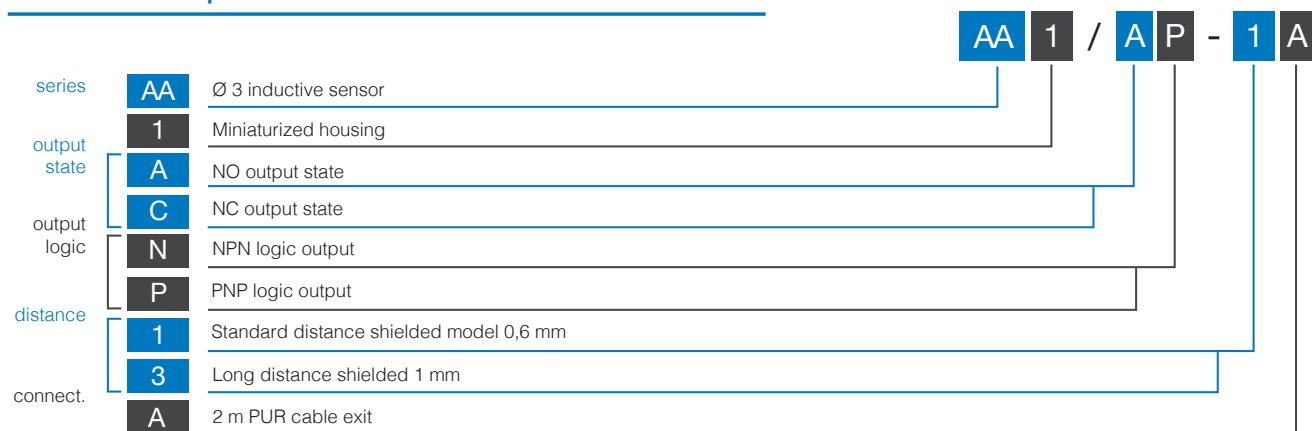 AA 1 / A P - 1 A
series AA Ø 3 inductive sensor
1 Miniaturized housing
output
state
A NO output state
C NC output state
output
logic
N NPN logic output
P PNP logic output
distance
1 Standard distance shielded model 0,6 mm
3 Long distance shielded 1 mm
connect.
A 2 m PUR cable exit